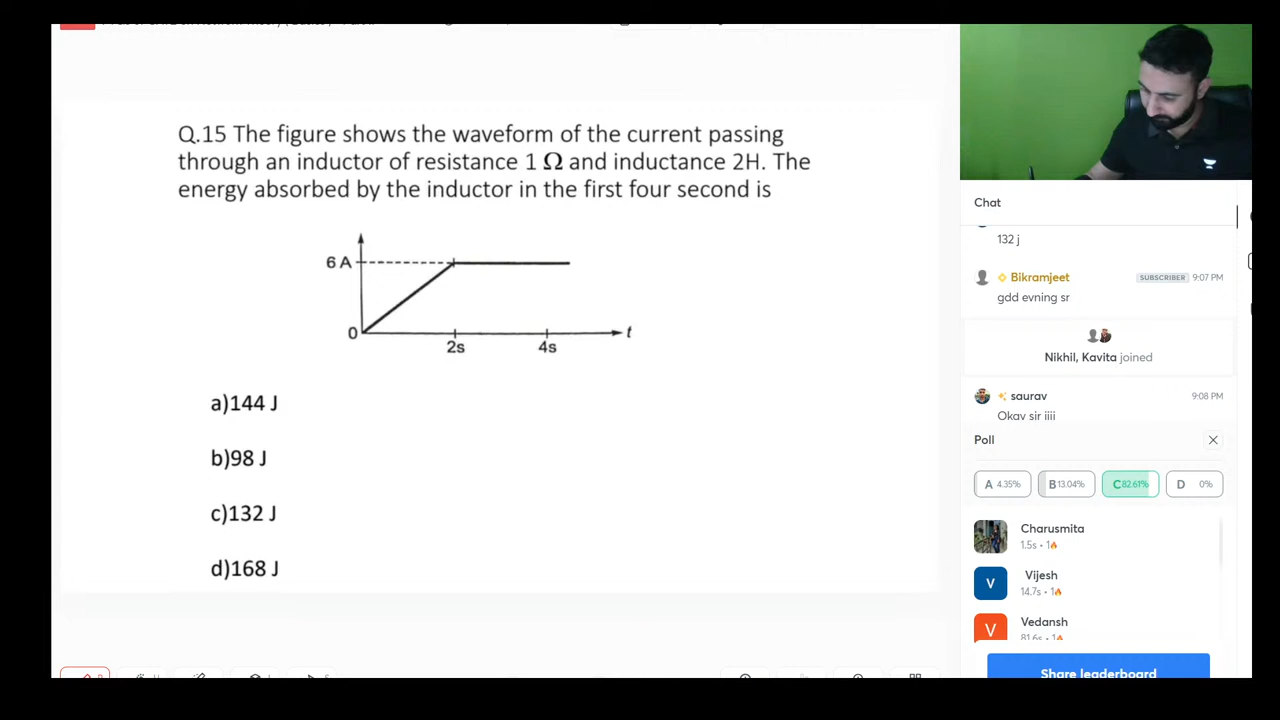 Q.15 The figure shows the waveform of the current passing
through an inductor of resistance 1 Ω and inductance 2H. The
energy absorbed by the inductor in the first four second is
6 A
0
2s
4s
t
a)144 J
b)98 J
c)132 J
d)168 J
Chat
132 j
Bikramjeet SUBSCRIBER 9:07 PM
gdd evning sr
Nikhil, Kavita joined
saurav 9:08 PM
Okay sir iiii
Poll
A 4.35% B 13.04% C 82.61% D 0%
Charusmita
1.5s • 1
V Vijesh
14.7s • 1
V Vedansh
81.6s • 1
Share leaderboard